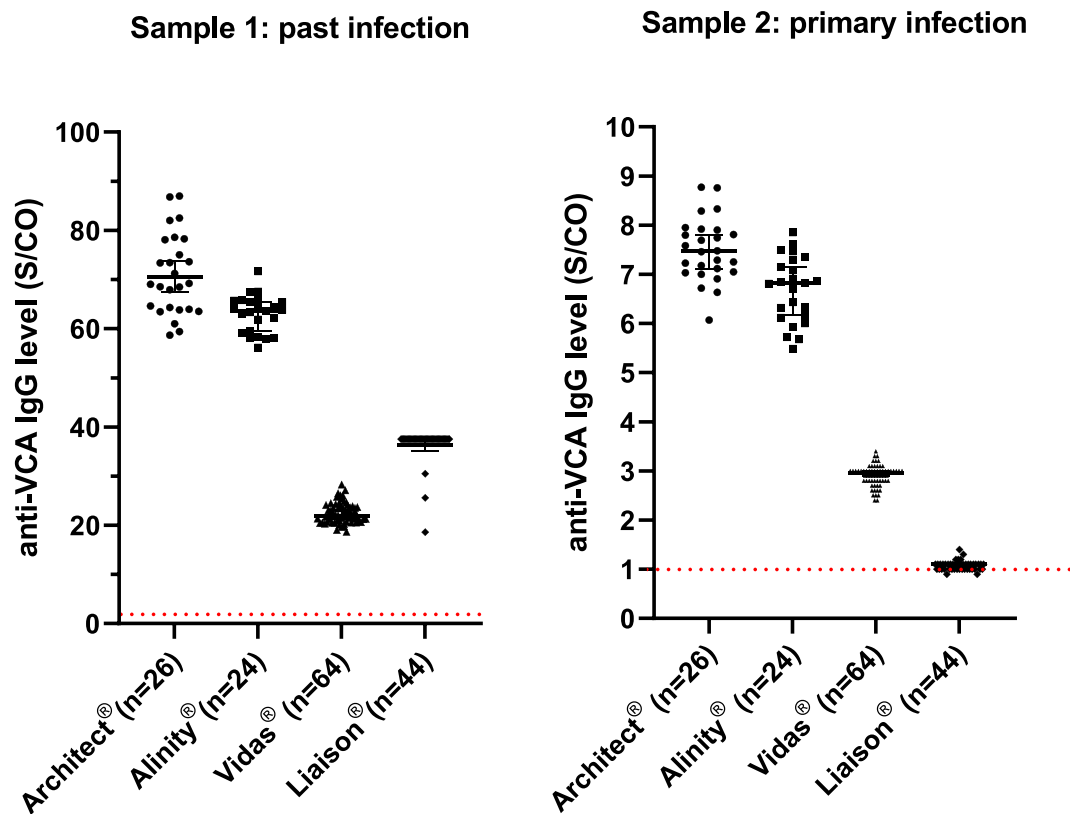 Sample 1: past infection
anti-VCA IgG level (S/CO)
100
80
60
40
20
0
Architect® (n=26)
Alinity® (n=24)
Vidas® (n=64)
Liaison® (n=44)
Sample 2: primary infection
anti-VCA IgG level (S/CO)
10
9
8
7
6
5
4
3
2
1
0
Architect® (n=26)
Alinity® (n=24)
Vidas® (n=64)
Liaison® (n=44)